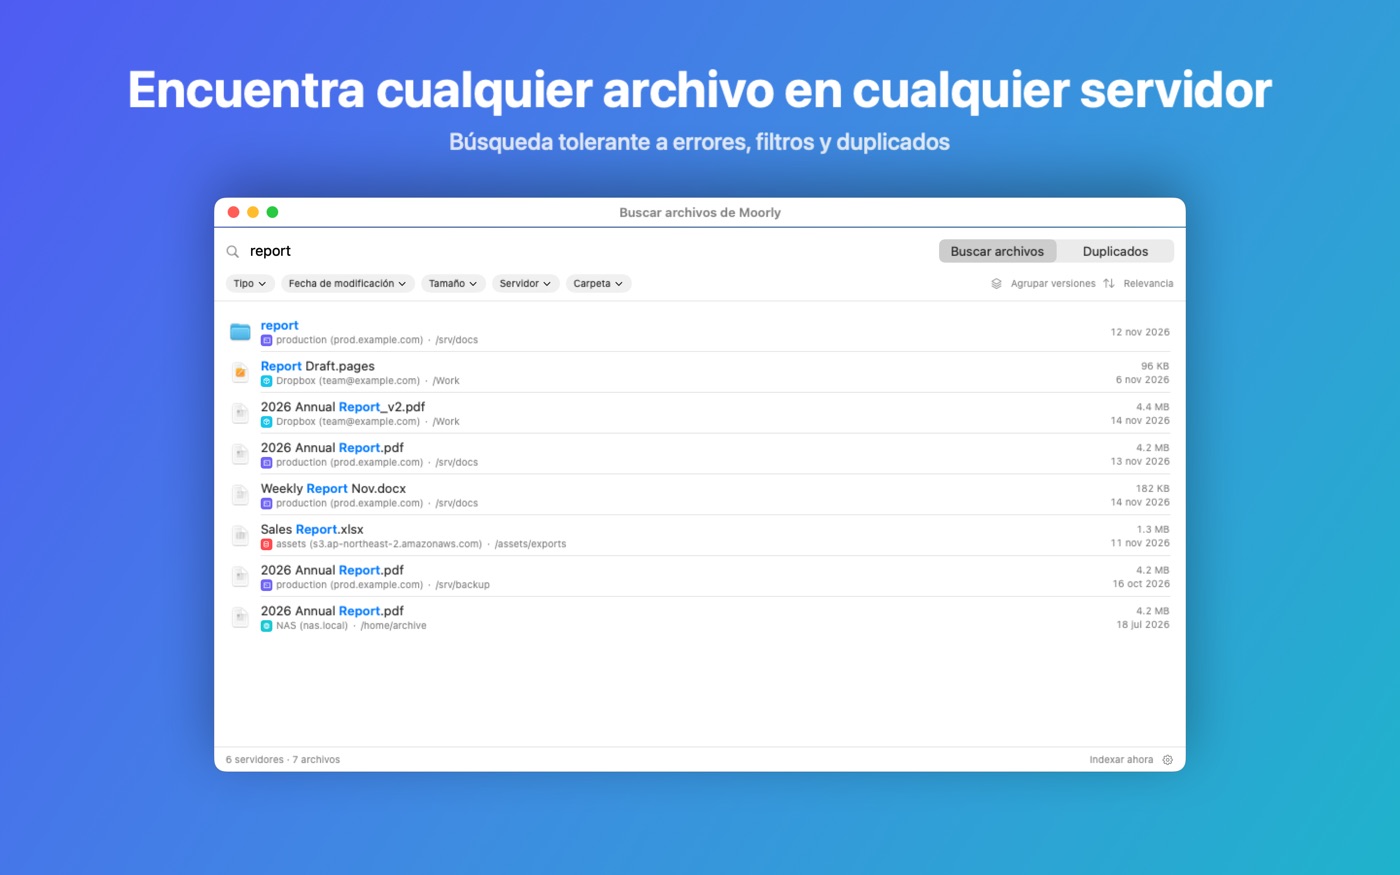 Encuentra cualquier archivo en cualquier servidor
Búsqueda tolerante a errores, filtros y duplicados
Buscar archivos de Moorly
report
Buscar archivos
Duplicados
Tipo
Fecha de modificación
Tamaño
Servidor
Carpeta
Agrupar versiones
Relevancia
report
production (prod.example.com) · /srv/docs
12 nov 2026
Report Draft.pages
Dropbox (team@example.com) · /Work
96 KB
6 nov 2026
2026 Annual Report_v2.pdf
Dropbox (team@example.com) · /Work
4.4 MB
14 nov 2026
2026 Annual Report.pdf
production (prod.example.com) · /srv/docs
4.2 MB
13 nov 2026
Weekly Report Nov.docx
production (prod.example.com) · /srv/docs
182 KB
14 nov 2026
Sales Report.xlsx
assets (s3.ap-northeast-2.amazonaws.com) · /assets/exports
1.3 MB
11 nov 2026
2026 Annual Report.pdf
production (prod.example.com) · /srv/backup
4.2 MB
16 oct 2026
2026 Annual Report.pdf
NAS (nas.local) · /home/archive
4.2 MB
18 jul 2026
6 servidores · 7 archivos
Indexar ahora